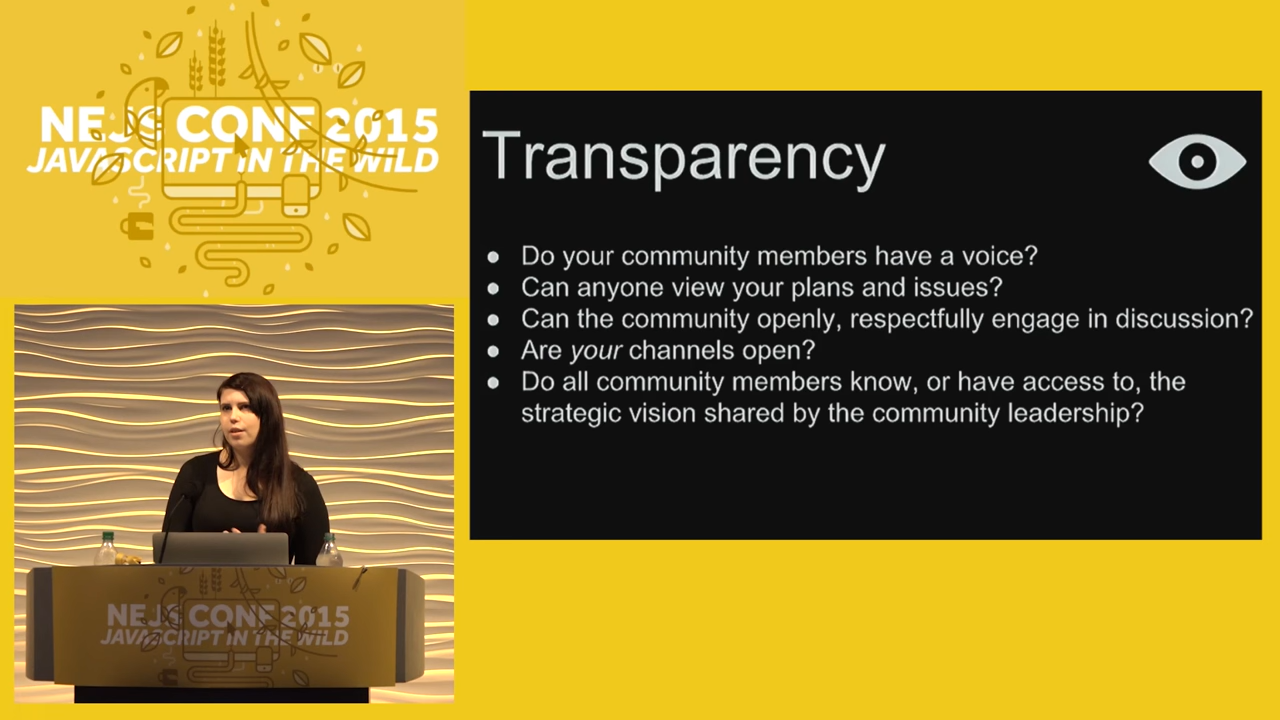 NEJS CONF 2015
JAVASCRIPT IN THE WILD
Transparency
● Do your community members have a voice?
● Can anyone view your plans and issues?
● Can the community openly, respectfully engage in discussion?
● Are your channels open?
● Do all community members know, or have access to, the
strategic vision shared by the community leadership?
NEJS CONF 2015
JAVASCRIPT IN THE WILD